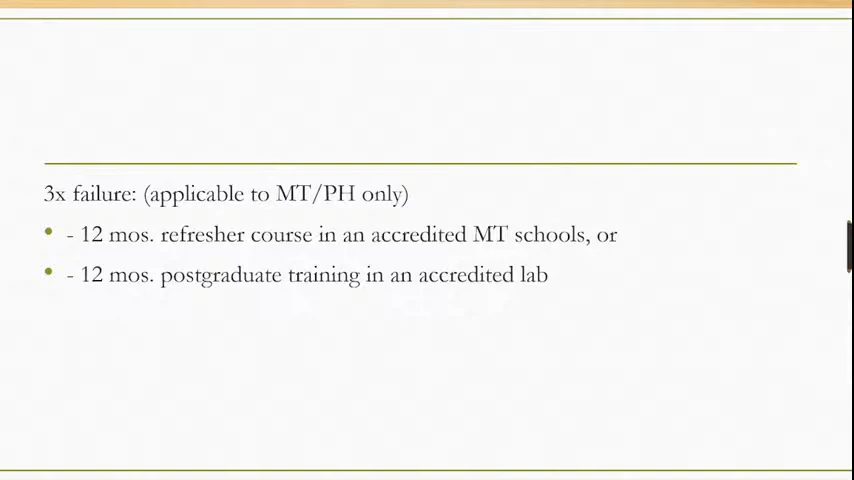 3x failure: (applicable to MT/PH only)
• - 12 mos. refresher course in an accredited MT schools, or
• - 12 mos. postgraduate training in an accredited lab